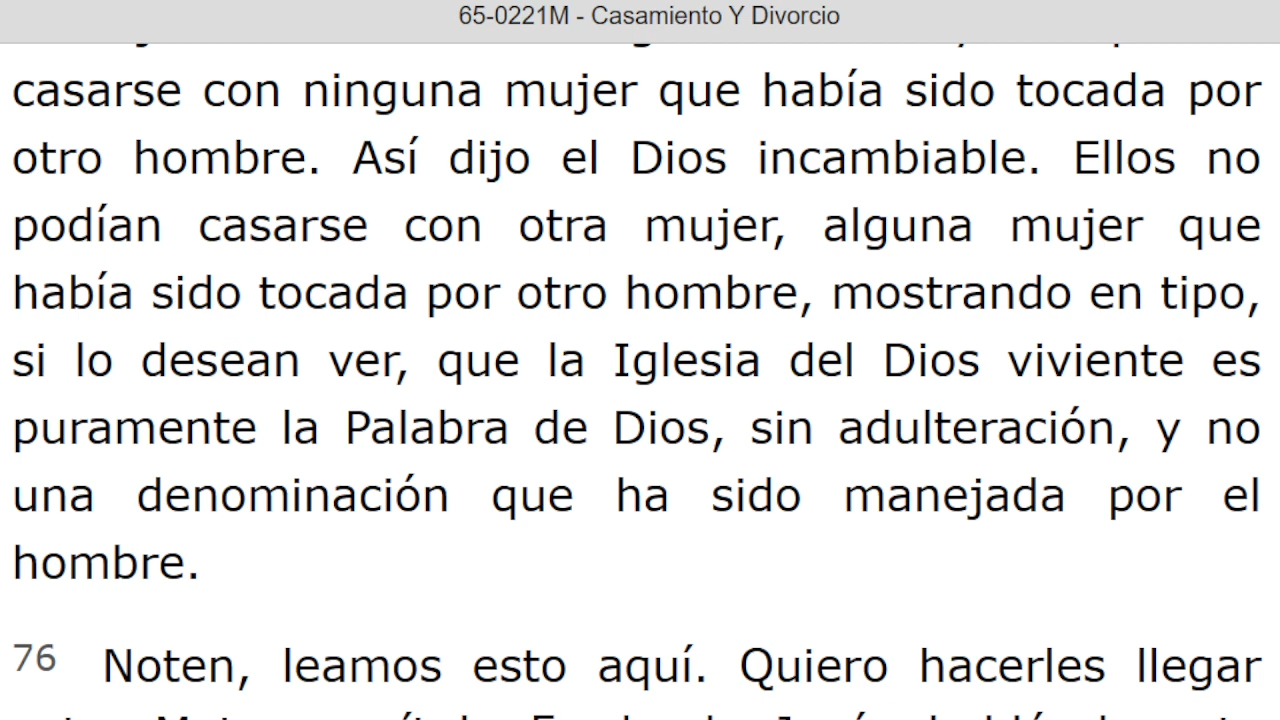 65-0221M - Casamiento Y Divorcio
casarse con ninguna mujer que había sido tocada por
otro hombre. Así dijo el Dios incambiable. Ellos no
podían casarse con otra mujer, alguna mujer que
había sido tocada por otro hombre, mostrando en tipo,
si lo desean ver, que la Iglesia del Dios viviente es
puramente la Palabra de Dios, sin adulteración, y no
una denominación que ha sido manejada por el
hombre.
76 Noten, leamos esto aquí. Quiero hacerles llegar